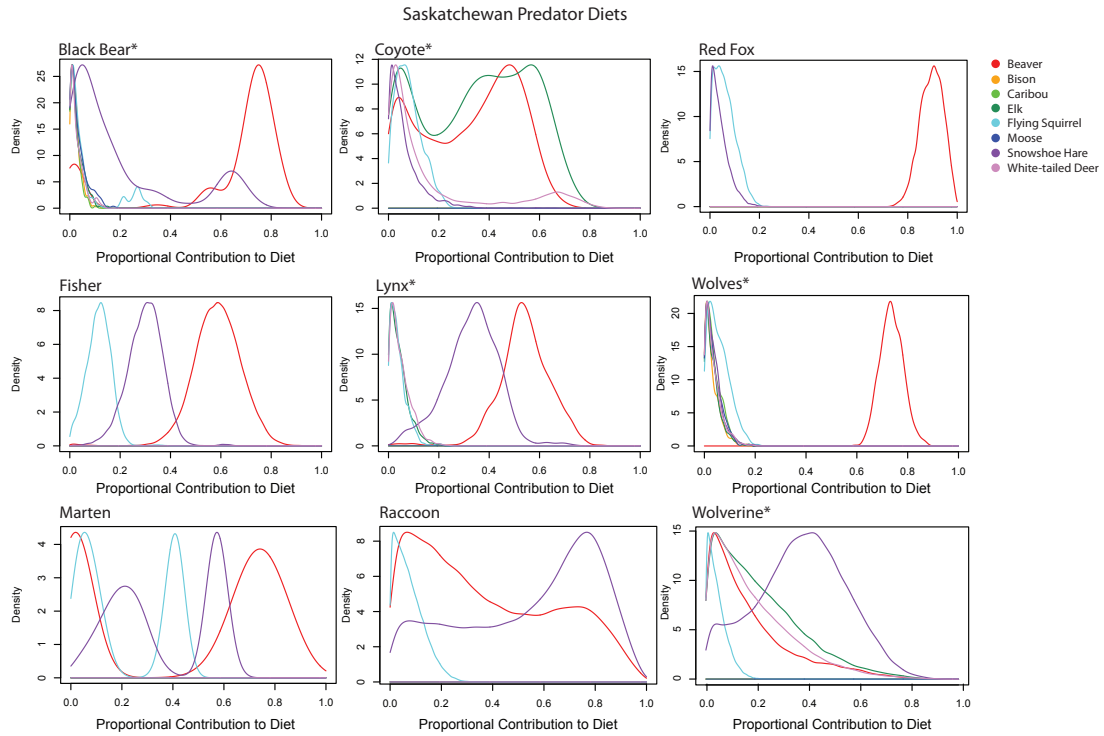 Saskatchewan Predator Diets
Black Bear*
Density
0 5 10 15 20 25
0.0 0.2 0.4 0.6 0.8 1.0
Proportional Contribution to Diet
Coyote*
Density
0 2 4 6 8 10 12
0.0 0.2 0.4 0.6 0.8 1.0
Proportional Contribution to Diet
Red Fox
Density
0 5 10 15
0.0 0.2 0.4 0.6 0.8 1.0
Proportional Contribution to Diet
Beaver
Bison
Caribou
Elk
Flying Squirrel
Moose
Snowshoe Hare
White-tailed Deer
Fisher
Density
0 2 4 6 8
0.0 0.2 0.4 0.6 0.8 1.0
Proportional Contribution to Diet
Lynx*
Density
0 5 10 15
0.0 0.2 0.4 0.6 0.8 1.0
Proportional Contribution to Diet
Wolves*
Density
0 5 10 15 20
0.0 0.2 0.4 0.6 0.8 1.0
Proportional Contribution to Diet
Marten
Density
0 1 2 3 4
0.0 0.2 0.4 0.6 0.8 1.0
Proportional Contribution to Diet
Raccoon
Density
0 2 4 6 8
0.0 0.2 0.4 0.6 0.8 1.0
Proportional Contribution to Diet
Wolverine*
Density
0 5 10 15
0.0 0.2 0.4 0.6 0.8 1.0
Proportional Contribution to Diet